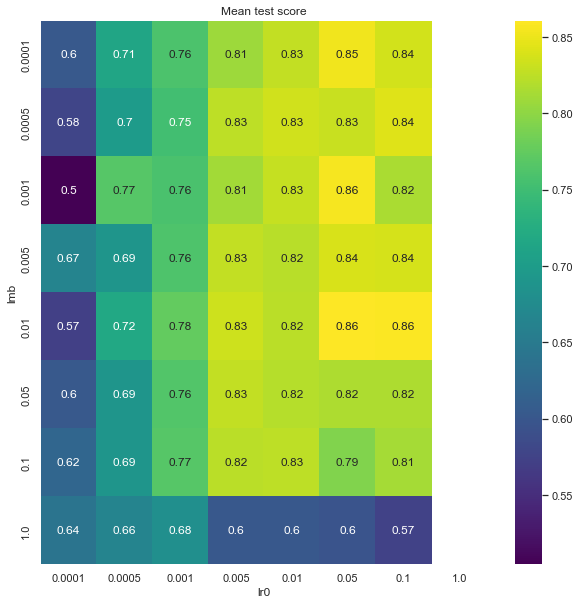 Mean test score
0.0001 0.6 0.71 0.76 0.81 0.83 0.85 0.84
0.0005 0.58 0.7 0.75 0.83 0.83 0.83 0.84
0.001 0.5 0.77 0.76 0.81 0.83 0.86 0.82
0.005 0.67 0.69 0.76 0.83 0.82 0.84 0.84
lmb
0.01 0.57 0.72 0.78 0.83 0.82 0.86 0.86
0.05 0.6 0.69 0.76 0.83 0.82 0.82 0.82
0.1 0.62 0.69 0.77 0.82 0.83 0.79 0.81
1.0 0.64 0.66 0.68 0.6 0.6 0.6 0.57
0.0001 0.0005 0.001 0.005 0.01 0.05 0.1 1.0
lr0
0.85
0.80
0.75
0.70
0.65
0.60
0.55